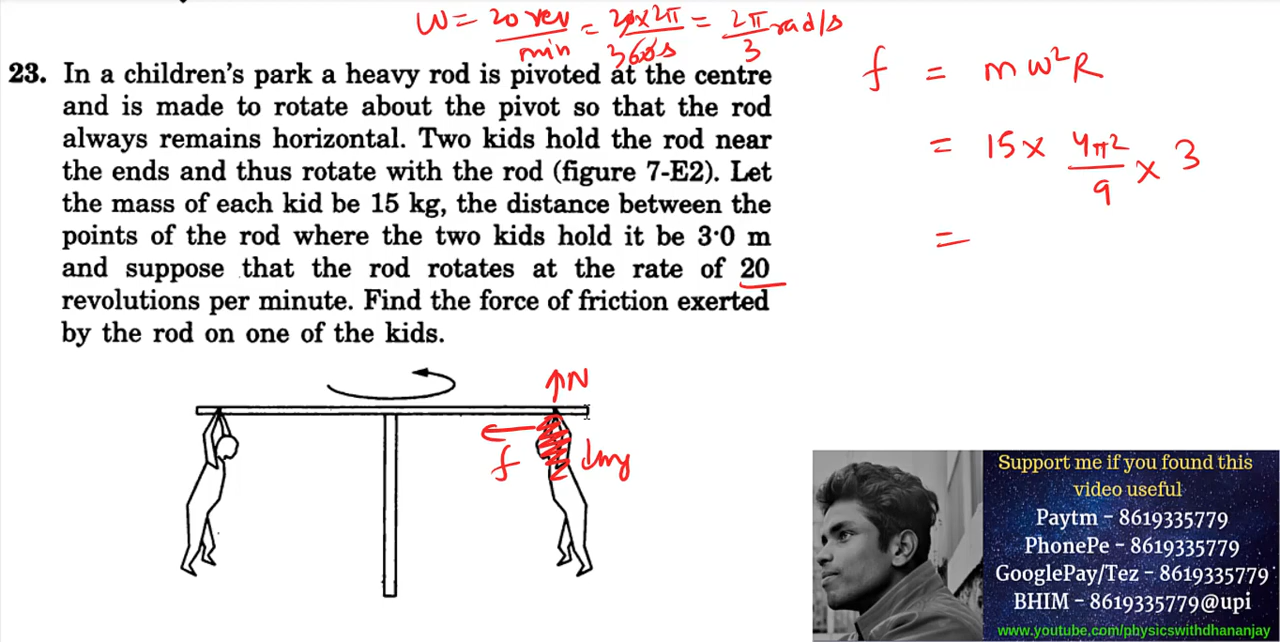 W = 20 rev/min = 20x2π/360s = 2π/3 rad/s
23. In a children's park a heavy rod is pivoted at the centre
and is made to rotate about the pivot so that the rod
always remains horizontal. Two kids hold the rod near
the ends and thus rotate with the rod (figure 7-E2). Let
the mass of each kid be 15 kg, the distance between the
points of the rod where the two kids hold it be 3·0 m
and suppose that the rod rotates at the rate of 20
revolutions per minute. Find the force of friction exerted
by the rod on one of the kids.
f = mw²R
= 15 x 4π²/9 x 3
=
N
f
mg
Support me if you found this
video useful
Paytm - 8619335779
PhonePe - 8619335779
GooglePay/Tez - 8619335779
BHIM - 8619335779@upi
www.youtube.com/physicswithdhananjay